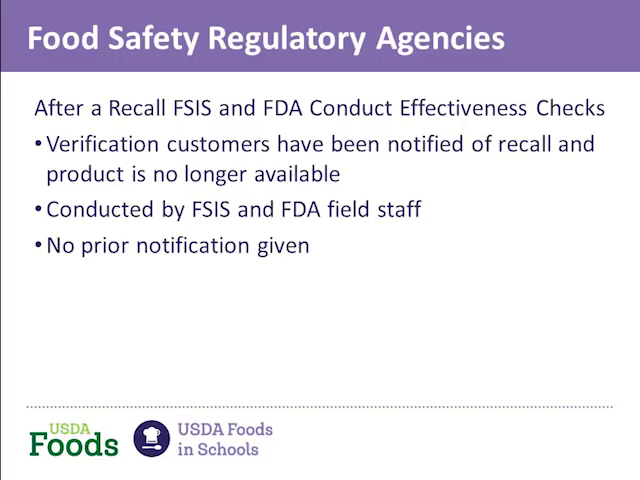 Food Safety Regulatory Agencies
After a Recall FSIS and FDA Conduct Effectiveness Checks
• Verification customers have been notified of recall and
product is no longer available
• Conducted by FSIS and FDA field staff
• No prior notification given
USDA
Foods
USDA Foods
in Schools